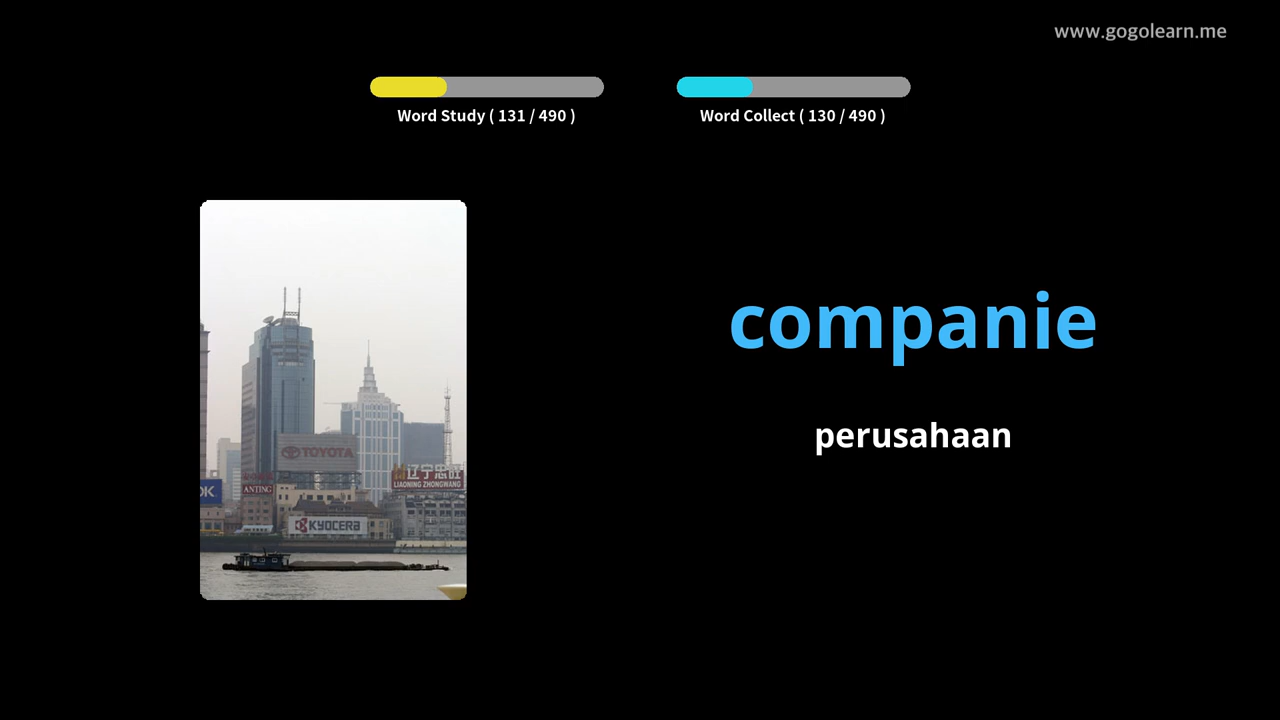 www.gogolearn.me
Word Study ( 131 / 490 )
Word Collect ( 130 / 490 )
companie
perusahaan
TOYOTA
辽宁忠旺
LIAONING ZHONGWANG
ANTING
OK
KYOCERA